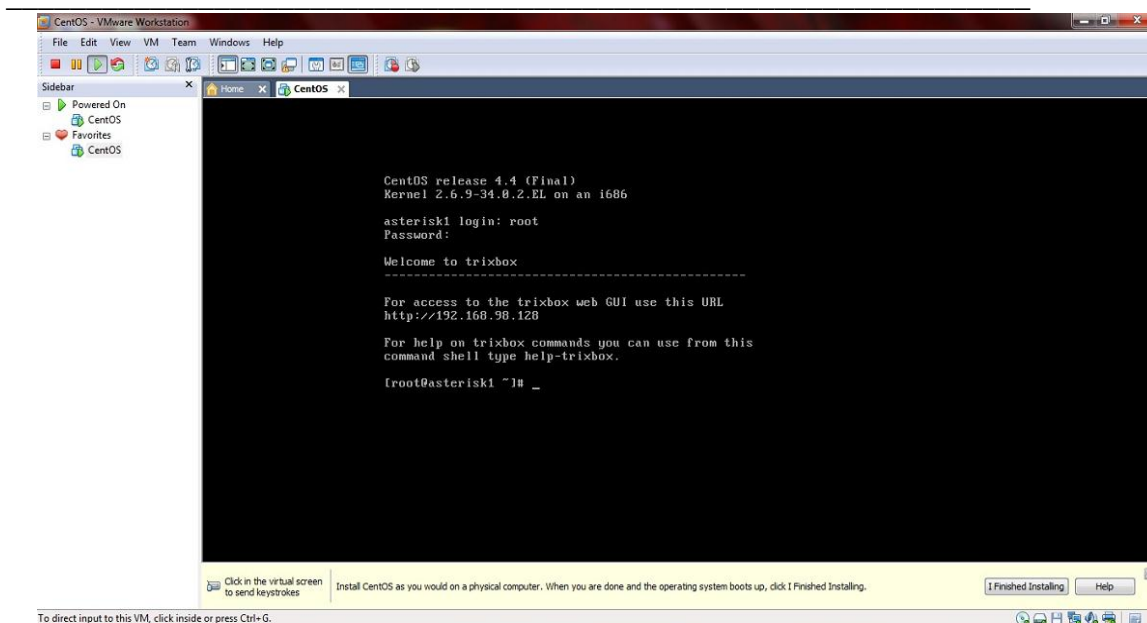 CentOS - VMware Workstation
File Edit View VM Team Windows Help
Sidebar
Home CentOS
Powered On
CentOS
Favorites
CentOS
CentOS release 4.4 (Final)
Kernel 2.6.9-34.0.2.EL on an i686
asterisk1 login: root
Password:
Welcome to trixbox
-------------------------------------------------
For access to the trixbox web GUI use this URL
http://192.168.98.128
For help on trixbox commands you can use from this
command shell type help-trixbox.
[root@asterisk1 ~]# _
Click in the virtual screen
to send keystrokes
Install CentOS as you would on a physical computer. When you are done and the operating system boots up, click I Finished Installing.
I Finished Installing Help
To direct input to this VM, click inside or press Ctrl+G.